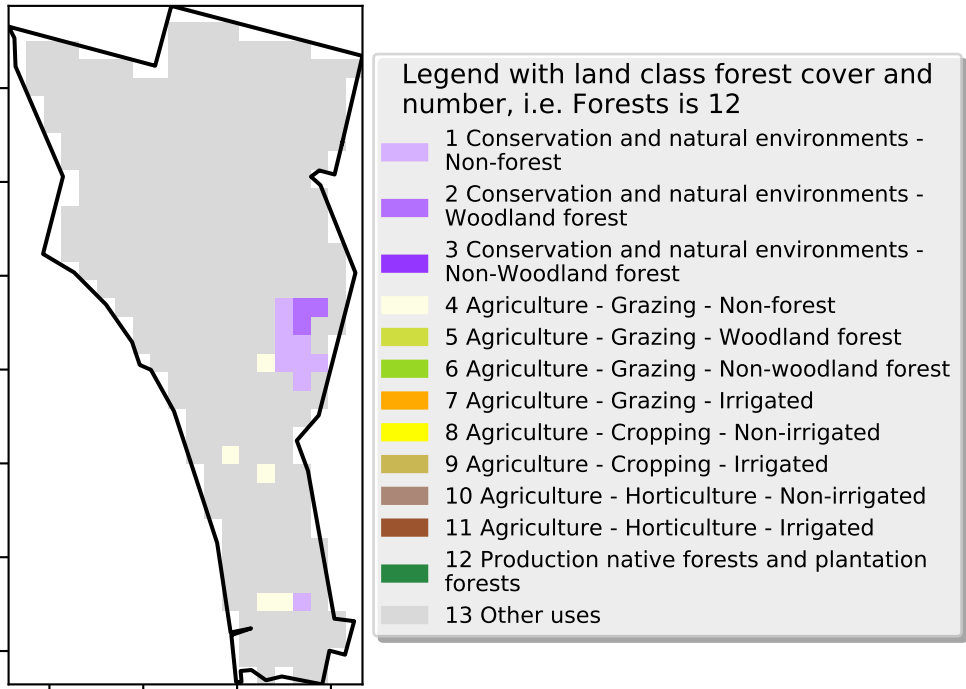 Legend with land class forest cover and
number, i.e. Forests is 12
1 Conservation and natural environments -
Non-forest
2 Conservation and natural environments -
Woodland forest
3 Conservation and natural environments -
Non-Woodland forest
4 Agriculture - Grazing - Non-forest
5 Agriculture - Grazing - Woodland forest
6 Agriculture - Grazing - Non-woodland forest
7 Agriculture - Grazing - Irrigated
8 Agriculture - Cropping - Non-irrigated
9 Agriculture - Cropping - Irrigated
10 Agriculture - Horticulture - Non-irrigated
11 Agriculture - Horticulture - Irrigated
12 Production native forests and plantation
forests
13 Other uses